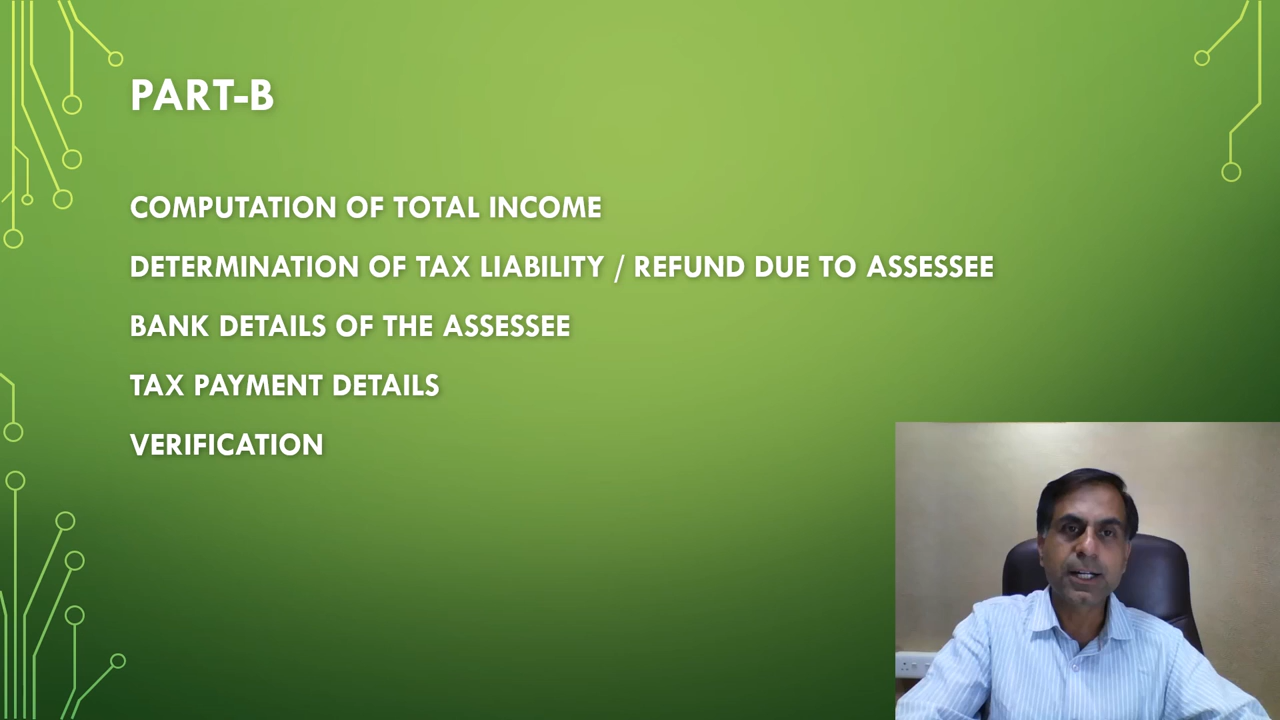 PART-B
COMPUTATION OF TOTAL INCOME
DETERMINATION OF TAX LIABILITY / REFUND DUE TO ASSESSEE
BANK DETAILS OF THE ASSESSEE
TAX PAYMENT DETAILS
VERIFICATION